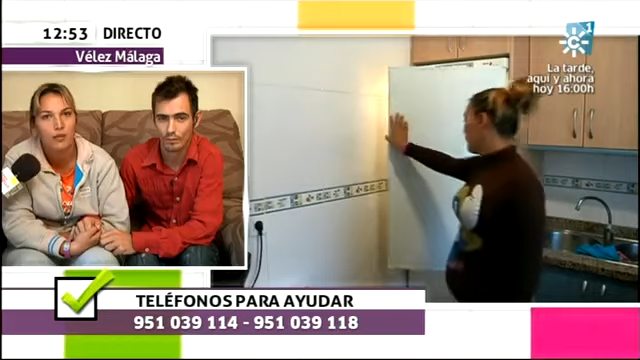 12:53 DIRECTO
Vélez Málaga
1
La tarde,
aquí y ahora
hoy 16:00h
TELÉFONOS PARA AYUDAR
951 039 114 - 951 039 118